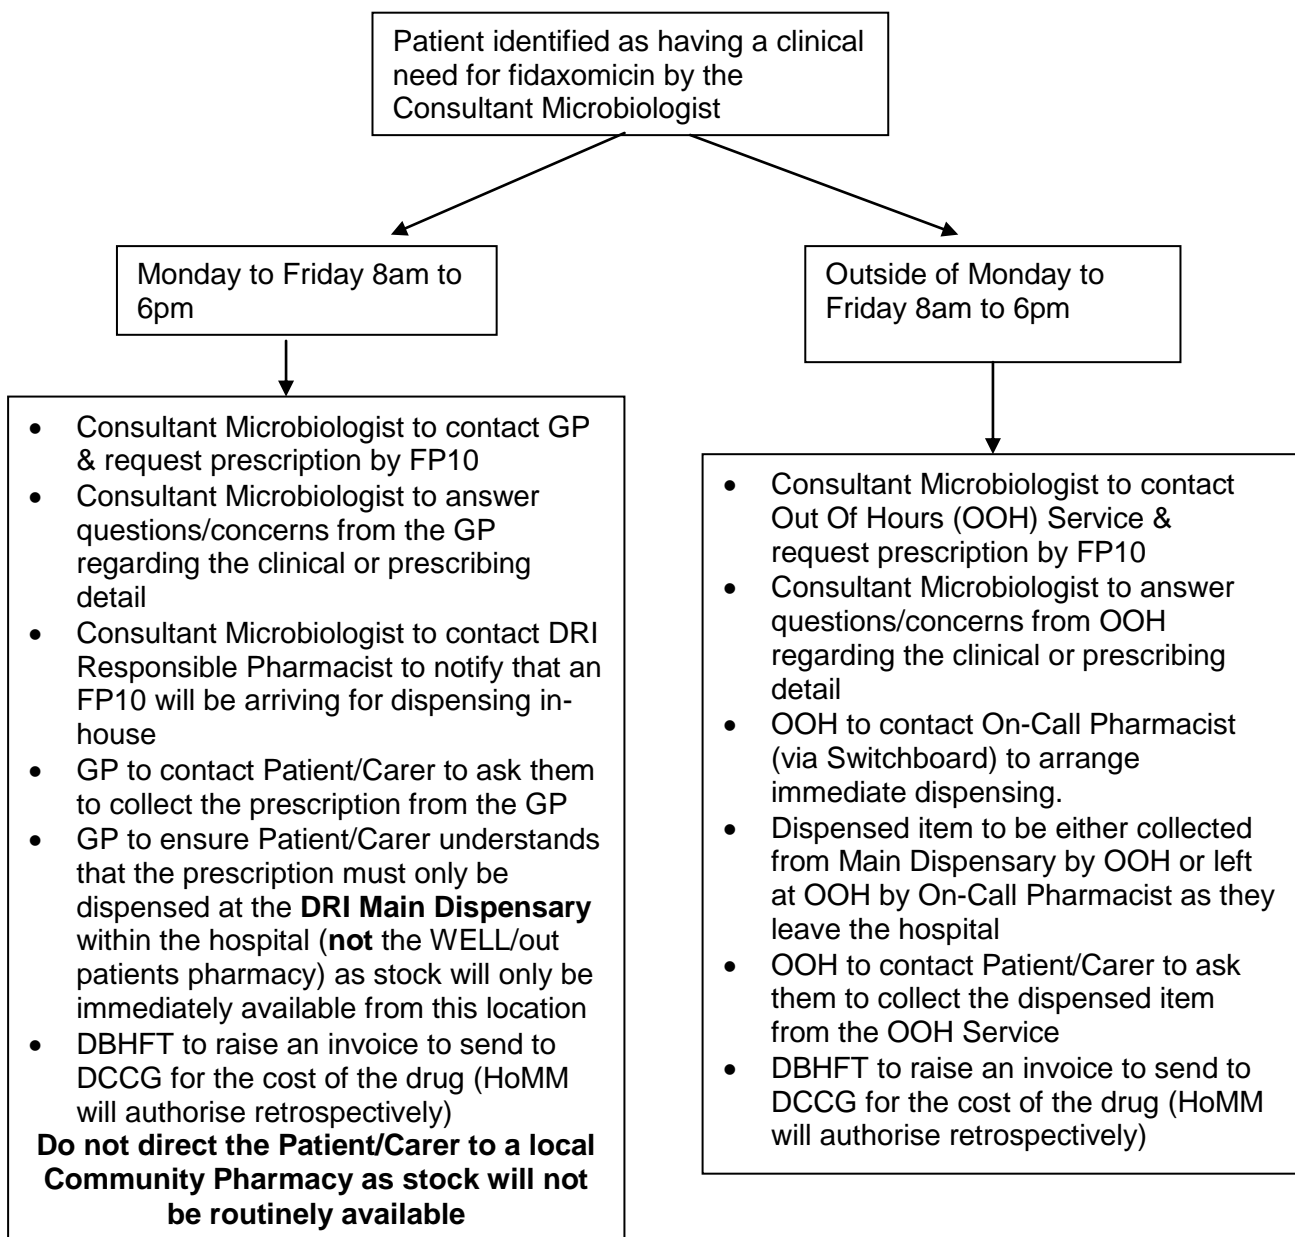 Patient identified as having a clinical
need for fidaxomicin by the
Consultant Microbiologist
Monday to Friday 8am to
6pm
Outside of Monday to
Friday 8am to 6pm
• Consultant Microbiologist to contact GP
& request prescription by FP10
• Consultant Microbiologist to answer
questions/concerns from the GP
regarding the clinical or prescribing
detail
• Consultant Microbiologist to contact DRI
Responsible Pharmacist to notify that an
FP10 will be arriving for dispensing in-
house
• GP to contact Patient/Carer to ask them
to collect the prescription from the GP
• GP to ensure Patient/Carer understands
that the prescription must only be
dispensed at the DRI Main Dispensary
within the hospital (not the WELL/out
patients pharmacy) as stock will only be
immediately available from this location
• DBHFT to raise an invoice to send to
DCCG for the cost of the drug (HoMM
will authorise retrospectively)
Do not direct the Patient/Carer to a local
Community Pharmacy as stock will not
be routinely available
• Consultant Microbiologist to contact
Out Of Hours (OOH) Service &
request prescription by FP10
• Consultant Microbiologist to answer
questions/concerns from OOH
regarding the clinical or prescribing
detail
• OOH to contact On-Call Pharmacist
(via Switchboard) to arrange
immediate dispensing.
• Dispensed item to be either collected
from Main Dispensary by OOH or left
at OOH by On-Call Pharmacist as they
leave the hospital
• OOH to contact Patient/Carer to ask
them to collect the dispensed item
from the OOH Service
• DBHFT to raise an invoice to send to
DCCG for the cost of the drug (HoMM
will authorise retrospectively)